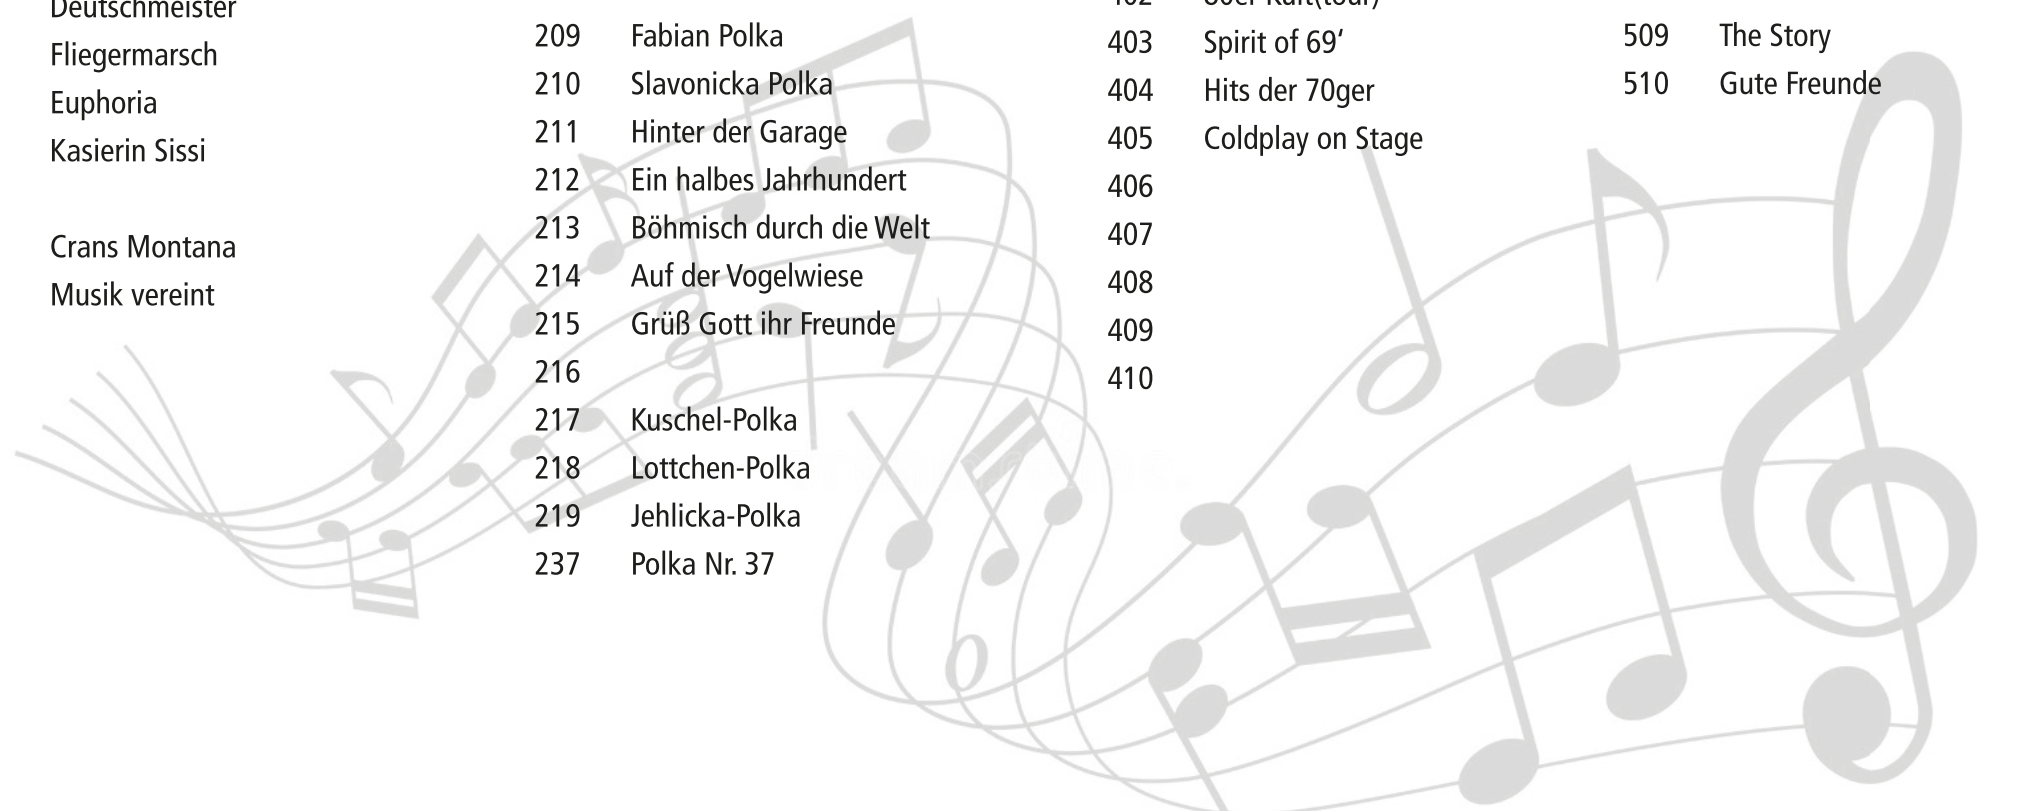 Deutschmeister
Fliegermarsch
Euphoria
Kasierin Sissi
Crans Montana
Musik vereint
209 Fabian Polka
210 Slavonicka Polka
211 Hinter der Garage
212 Ein halbes Jahrhundert
213 Böhmisch durch die Welt
214 Auf der Vogelwiese
215 Grüß Gott ihr Freunde
216
217 Kuschel-Polka
218 Lottchen-Polka
219 Jehlicka-Polka
237 Polka Nr. 37
403 Spirit of 69‘
404 Hits der 70ger
405 Coldplay on Stage
406
407
408
409
410
509 The Story
510 Gute Freunde